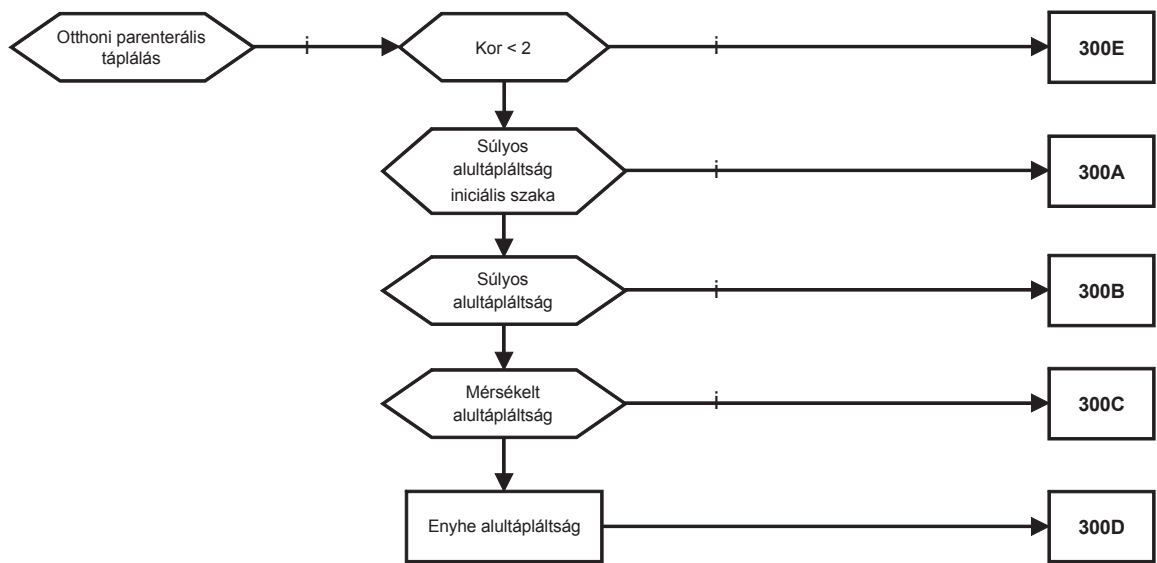 Otthoni parenterális
táplálás
i
Kor < 2
i
300E
Súlyos
alultápláltság
iniciális szaka
i
300A
Súlyos
alultápláltság
i
300B
Mérsékelt
alultápláltság
i
300C
Enyhe alultápláltság
300D